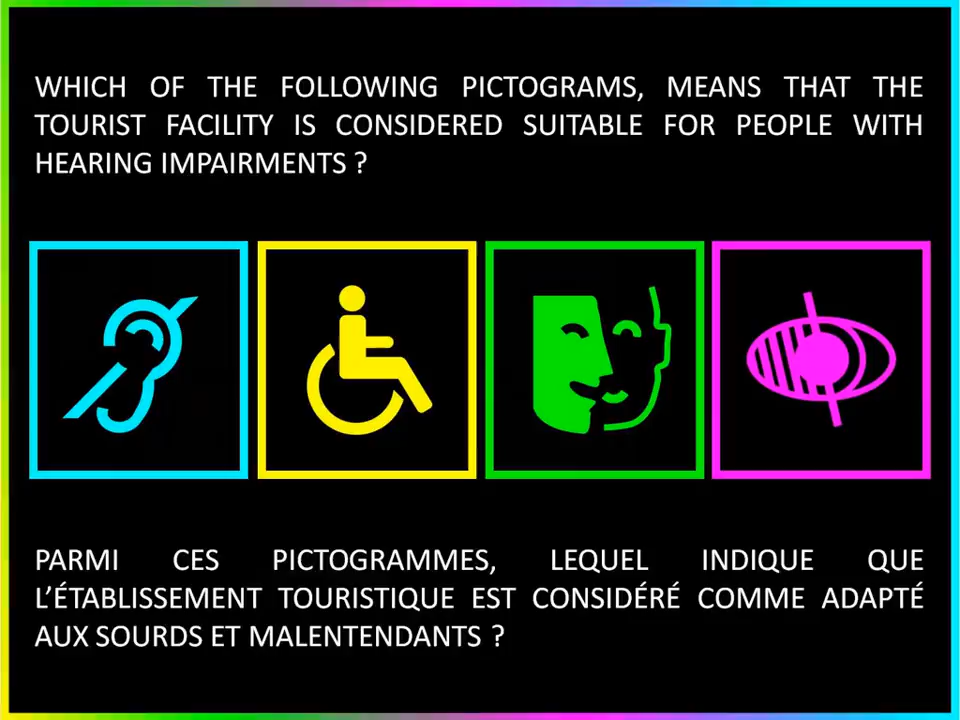 WHICH OF THE FOLLOWING PICTOGRAMS, MEANS THAT THE
TOURIST FACILITY IS CONSIDERED SUITABLE FOR PEOPLE WITH
HEARING IMPAIRMENTS ?
PARMI CES PICTOGRAMMES, LEQUEL INDIQUE QUE
L’ÉTABLISSEMENT TOURISTIQUE EST CONSIDÉRÉ COMME ADAPTÉ
AUX SOURDS ET MALENTENDANTS ?